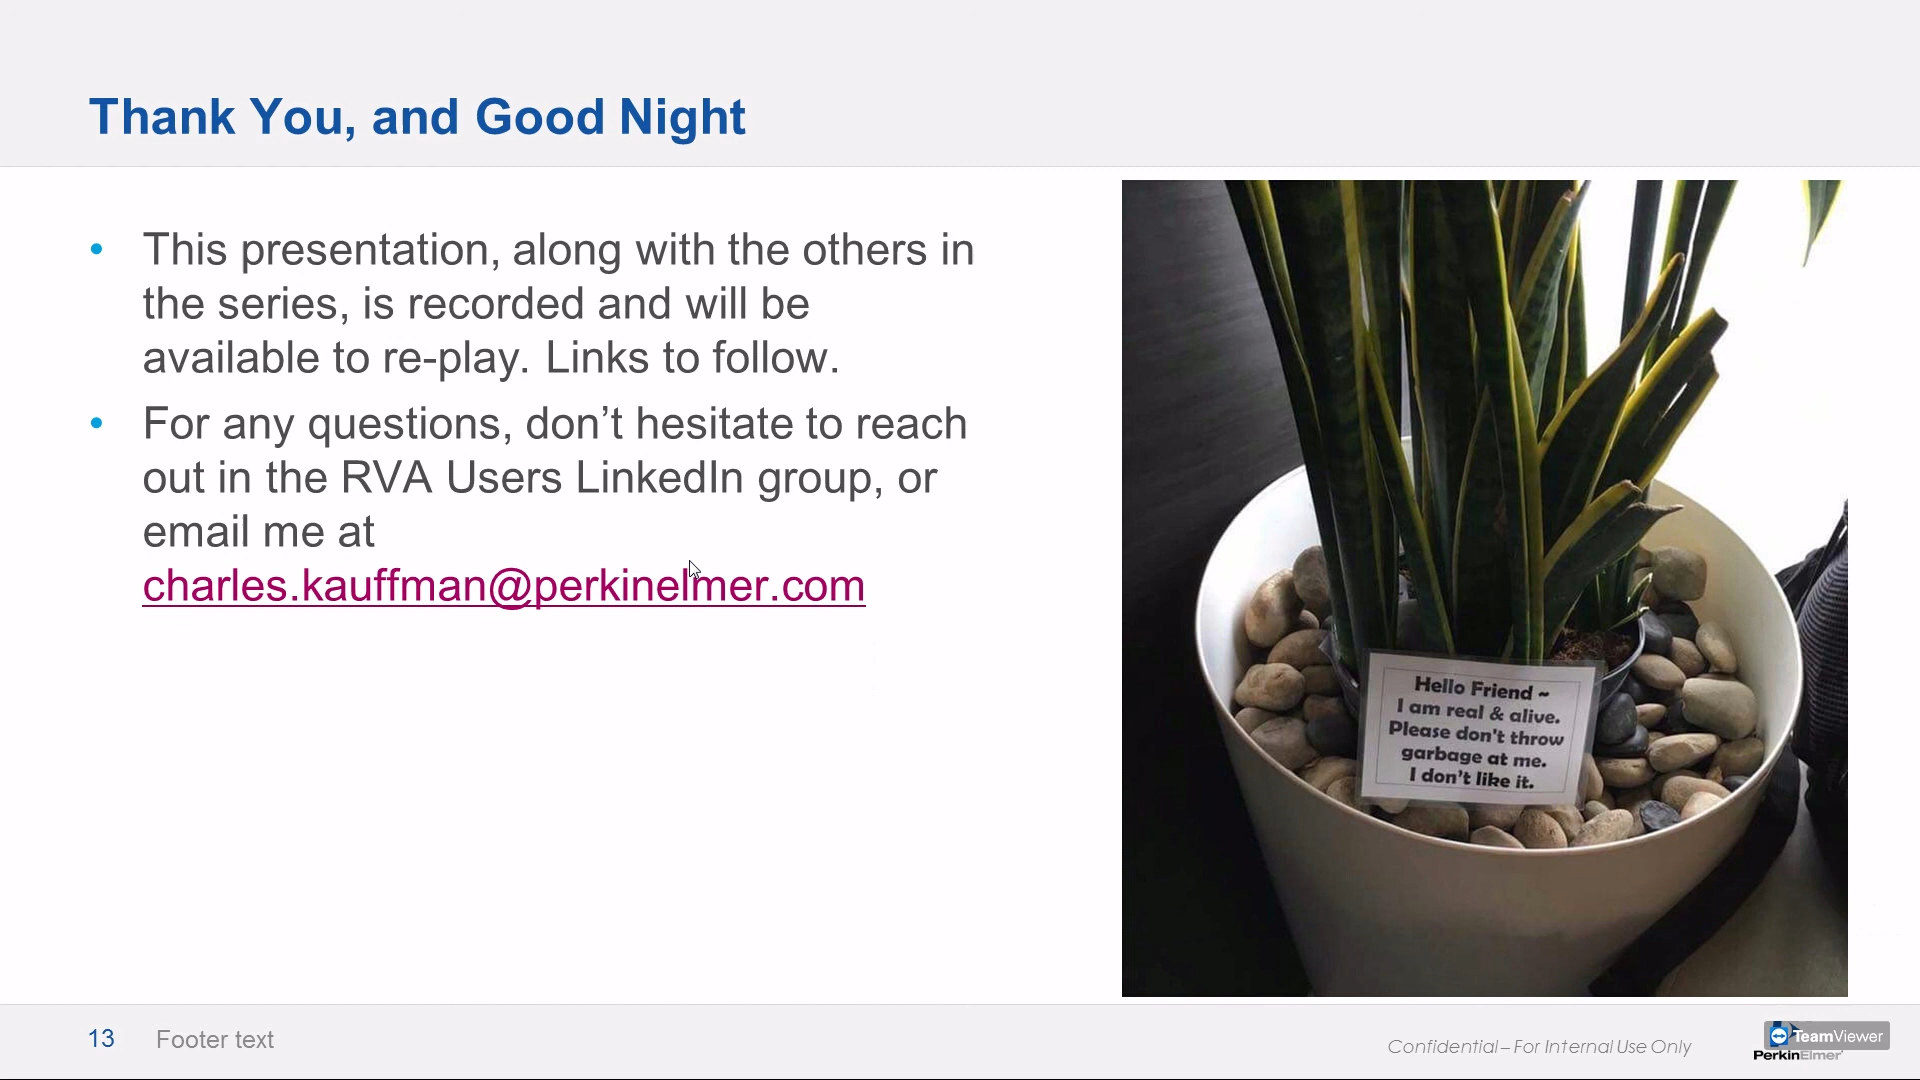 Thank You, and Good Night
• This presentation, along with the others in
the series, is recorded and will be
available to re-play. Links to follow.
• For any questions, don’t hesitate to reach
out in the RVA Users LinkedIn group, or
email me at
charles.kauffman@perkinelmer.com
Hello Friend ~
I am real & alive.
Please don't throw
garbage at me.
I don't like it.
13 Footer text
Confidential – For Internal Use Only
TeamViewer
PerkinElmer